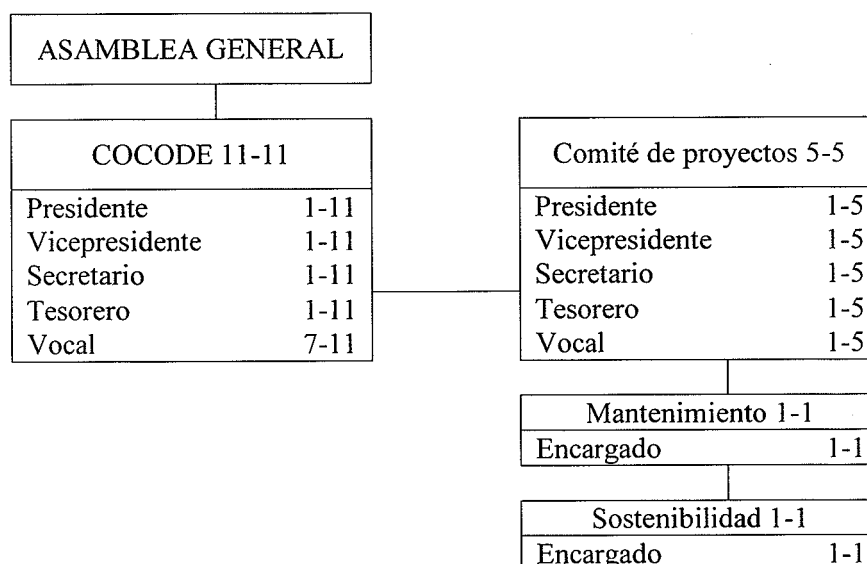 ASAMBLEA GENERAL
COCODE 11-11
Presidente 1-11
Vicepresidente 1-11
Secretario 1-11
Tesorero 1-11
Vocal 7-11
Comité de proyectos 5-5
Presidente 1-5
Vicepresidente 1-5
Secretario 1-5
Tesorero 1-5
Vocal 1-5
Mantenimiento 1-1
Encargado 1-1
Sostenibilidad 1-1
Encargado 1-1